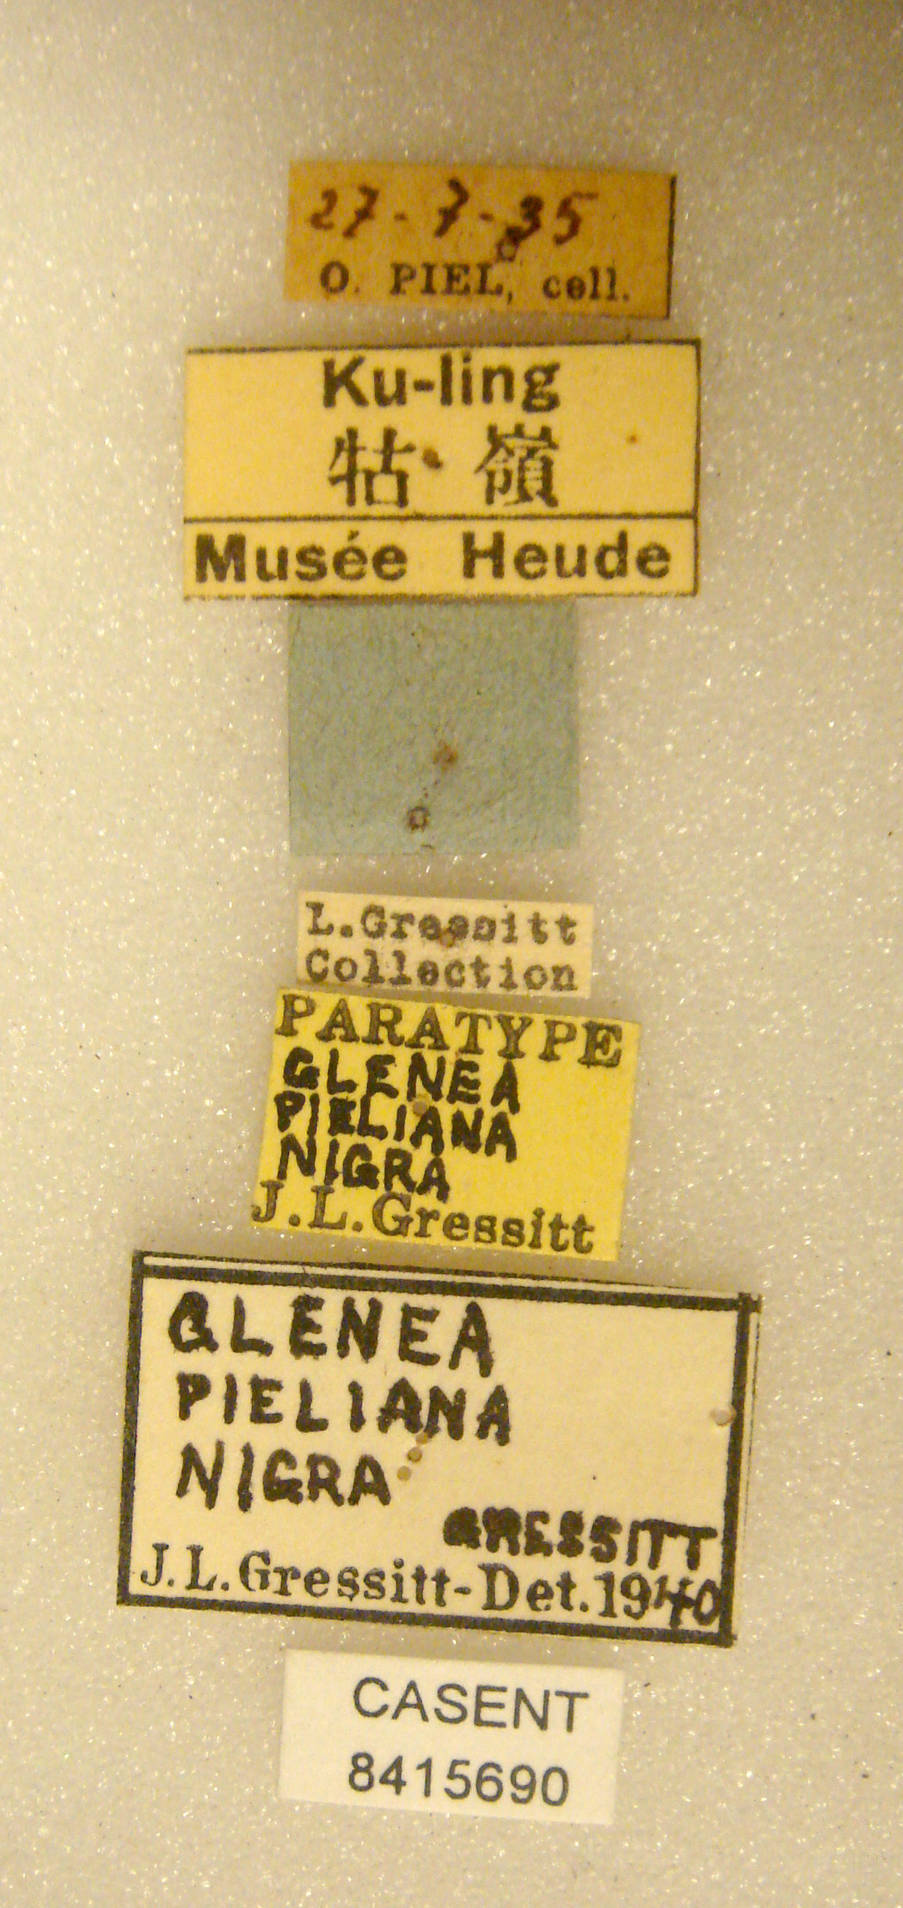 27-7-35
O. PIEL, coll.
Ku-ling
牯嶺
Musée Heude
L.Gressitt
Collection
PARATYPE
GLENEA
PIELIANA
NIGRA
J.L.Gressitt
GLENEA
PIELIANA
NIGRA
GRESSITT
J.L.Gressitt-Det.1940
CASENT
8415690